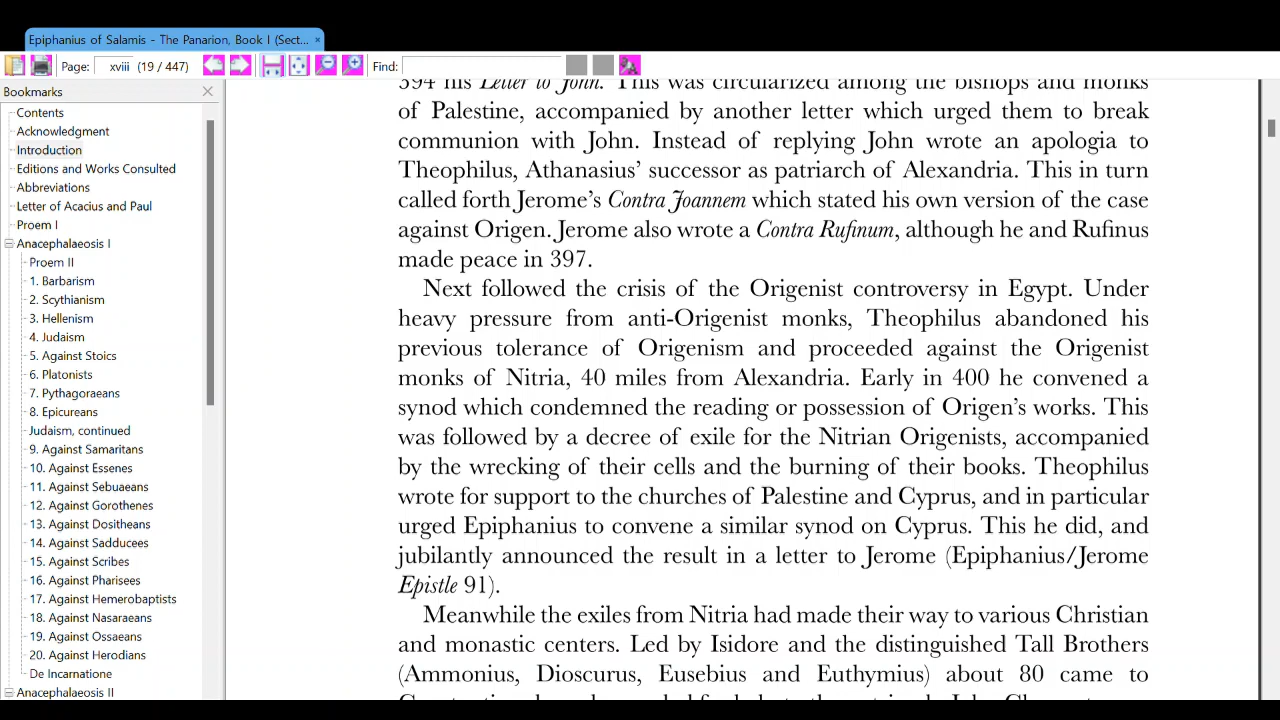 Epiphanius of Salamis - The Panarion, Book I (Sect... ×
Page: xviii (19 / 447) Find:
Bookmarks
Contents
Acknowledgment
Introduction
Editions and Works Consulted
Abbreviations
Letter of Acacius and Paul
Proem I
Anacephalaeosis I
Proem II
1. Barbarism
2. Scythianism
3. Hellenism
4. Judaism
5. Against Stoics
6. Platonists
7. Pythagoraeans
8. Epicureans
Judaism, continued
9. Against Samaritans
10. Against Essenes
11. Against Sebuaeans
12. Against Gorothenes
13. Against Dositheans
14. Against Sadducees
15. Against Scribes
16. Against Pharisees
17. Against Hemerobaptists
18. Against Nasaraeans
19. Against Ossaeans
20. Against Herodians
De Incarnatione
Anacephalaeosis II
394 his Letter to John. This was circularized among the bishops and monks
of Palestine, accompanied by another letter which urged them to break
communion with John. Instead of replying John wrote an apologia to
Theophilus, Athanasius’ successor as patriarch of Alexandria. This in turn
called forth Jerome’s Contra Joannem which stated his own version of the case
against Origen. Jerome also wrote a Contra Rufinum, although he and Rufinus
made peace in 397.
Next followed the crisis of the Origenist controversy in Egypt. Under
heavy pressure from anti-Origenist monks, Theophilus abandoned his
previous tolerance of Origenism and proceeded against the Origenist
monks of Nitria, 40 miles from Alexandria. Early in 400 he convened a
synod which condemned the reading or possession of Origen’s works. This
was followed by a decree of exile for the Nitrian Origenists, accompanied
by the wrecking of their cells and the burning of their books. Theophilus
wrote for support to the churches of Palestine and Cyprus, and in particular
urged Epiphanius to convene a similar synod on Cyprus. This he did, and
jubilantly announced the result in a letter to Jerome (Epiphanius/Jerome
Epistle 91).
Meanwhile the exiles from Nitria had made their way to various Christian
and monastic centers. Led by Isidore and the distinguished Tall Brothers
(Ammonius, Dioscurus, Eusebius and Euthymius) about 80 came to